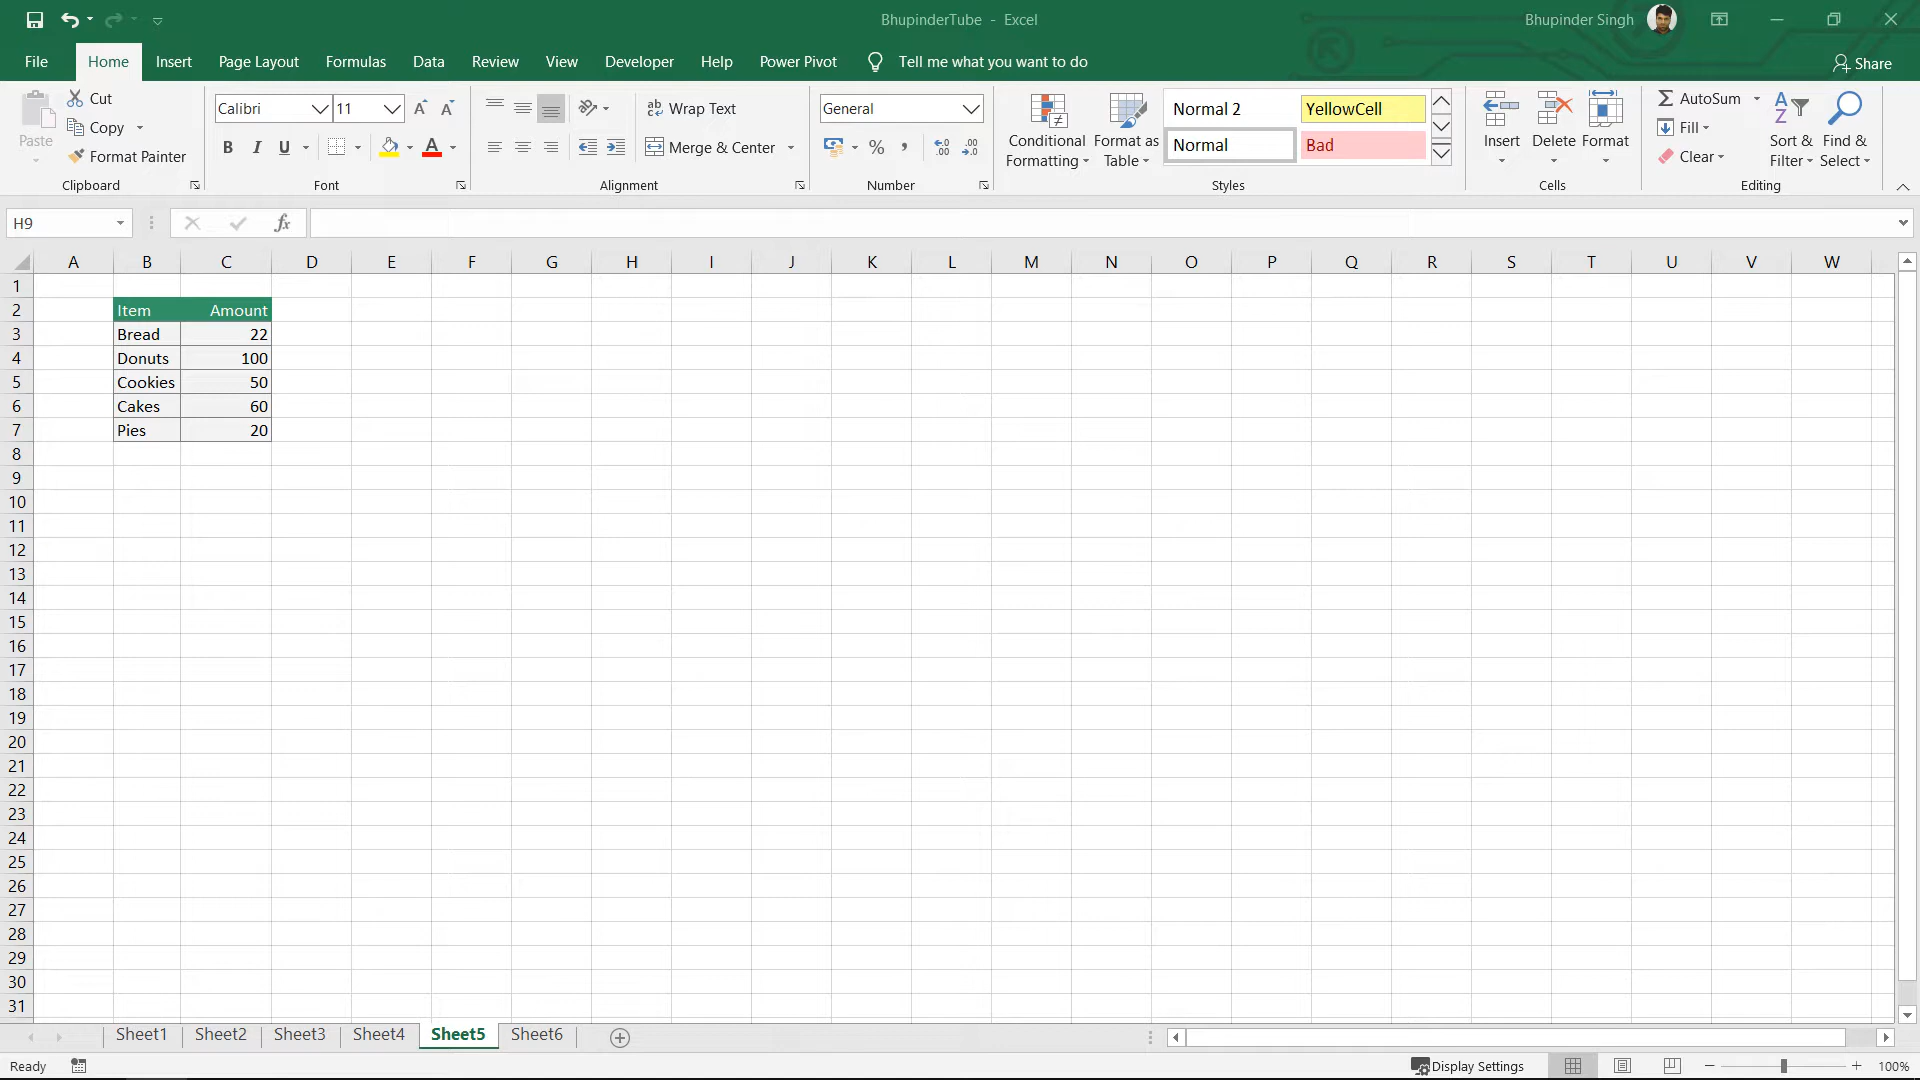 BhupinderTube - Excel
Bhupinder Singh
File Home Insert Page Layout Formulas Data Review View Developer Help Power Pivot Tell me what you want to do Share
Paste
Cut
Copy
Format Painter
Clipboard
Calibri 11
B I U A
Font
Wrap Text
Merge & Center
Alignment
General
% ,
Number
Conditional Formatting
Format as Table
Normal 2 YellowCell
Normal Bad
Styles
Insert Delete Format
Cells
AutoSum
Fill
Clear
Sort & Filter
Find & Select
Editing
H9 fx
A B C D E F G H I J K L M N O P Q R S T U V W
1
2 Item Amount
3 Bread 22
4 Donuts 100
5 Cookies 50
6 Cakes 60
7 Pies 20
8
9
10
11
12
13
14
15
16
17
18
19
20
21
22
23
24
25
26
27
28
29
30
31
Sheet1 Sheet2 Sheet3 Sheet4 Sheet5 Sheet6
Ready Display Settings 100%